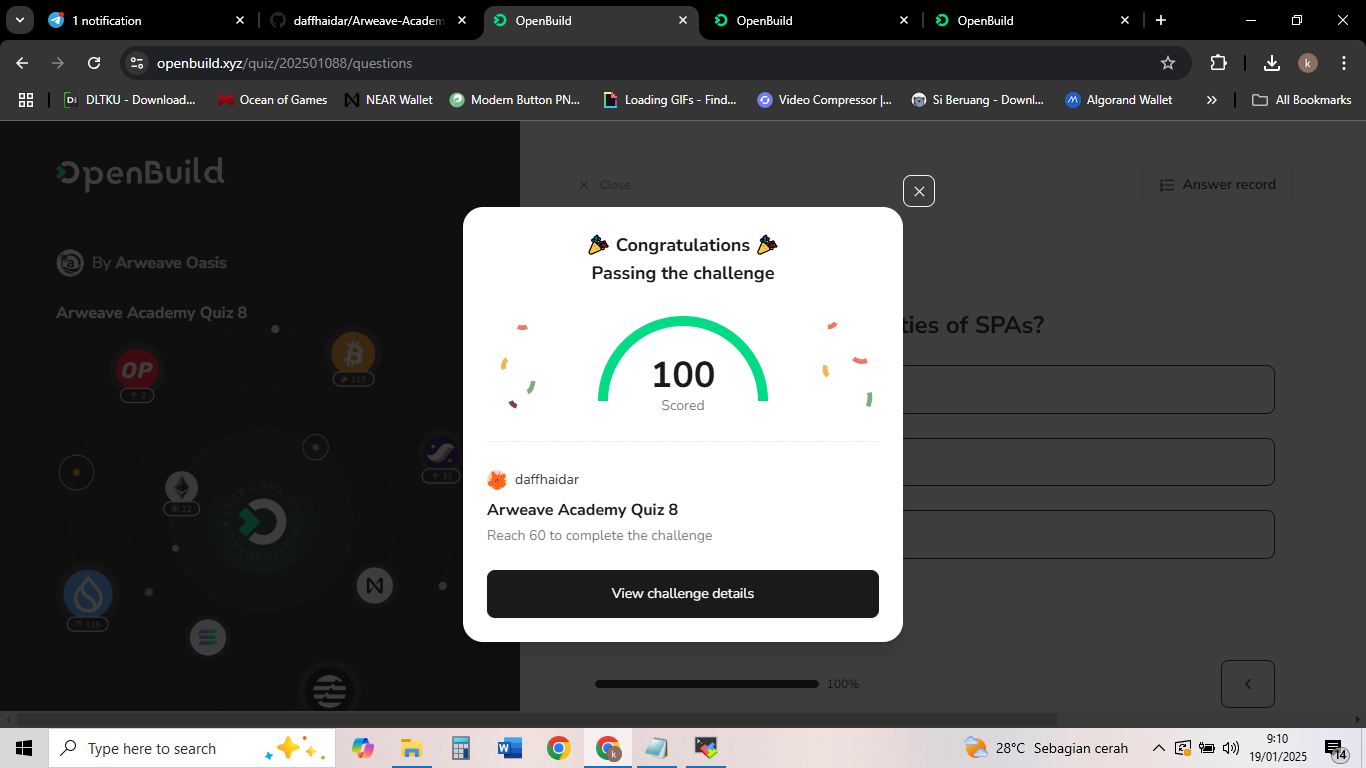 1 notification
daffhaidar/Arweave-Academ
OpenBuild
OpenBuild
OpenBuild
openbuild.xyz/quiz/202501088/questions
k
DLTKU - Download...
Ocean of Games
NEAR Wallet
Modern Button PN...
Loading GIFs - Find...
Video Compressor |...
Si Beruang - Downl...
Algorand Wallet
»
All Bookmarks
OpenBuild
Close
Answer record
By Arweave Oasis
Arweave Academy Quiz 8
OP
2
115
32
22
115
ties of SPAs?
Congratulations
Passing the challenge
100
Scored
daffhaidar
Arweave Academy Quiz 8
Reach 60 to complete the challenge
View challenge details
100%
Type here to search
28°C Sebagian cerah
9:10
19/01/2025
14